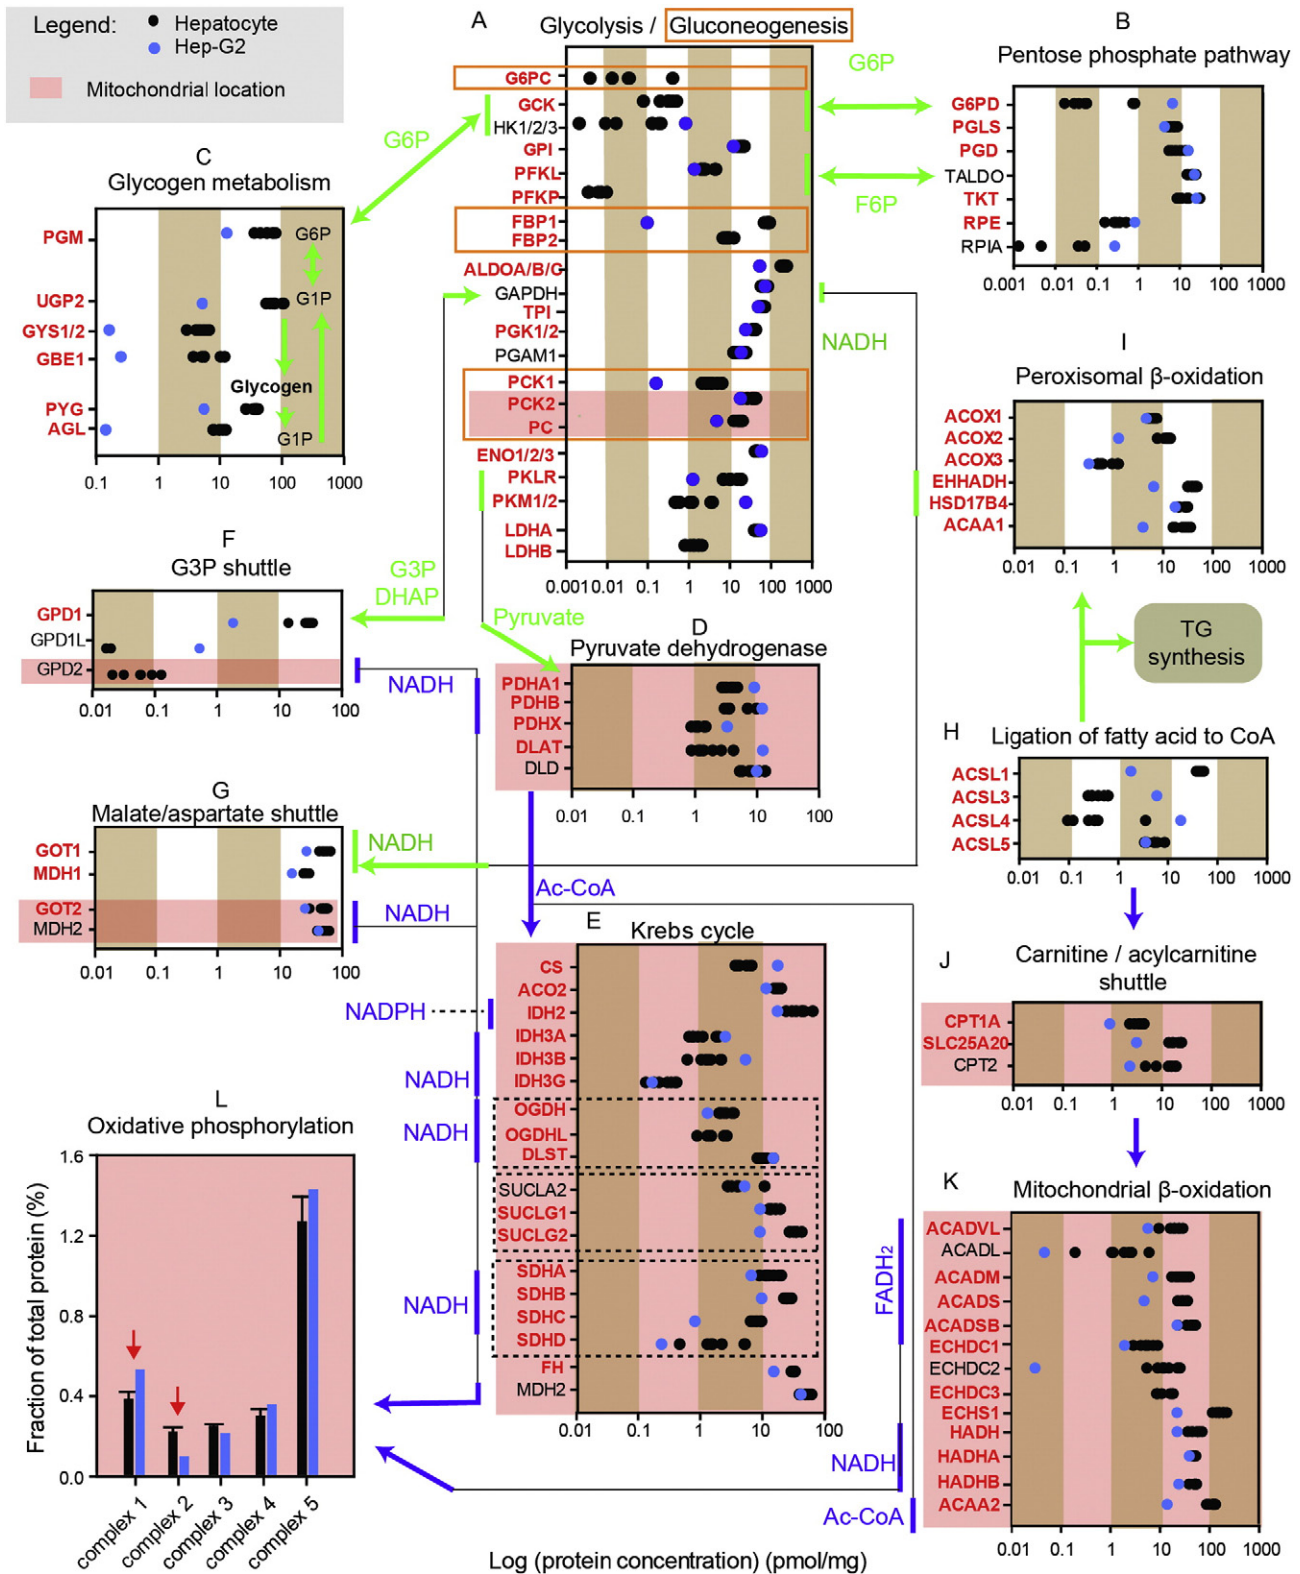 Legend:
Hepatocyte
Hep-G2
Mitochondrial location
A
Glycolysis / Gluconeogenesis
G6PC
GCK
HK1/2/3
GPI
PFKL
PFKP
FBP1
FBP2
ALDOA/B/C
GAPDH
TPI
PGK1/2
PGAM1
PCK1
PCK2
PC
ENO1/2/3
PKLR
PKM1/2
LDHA
LDHB
0.001 0.01 0.1 1 10 100 1000
G6P
F6P
NADH
B
Pentose phosphate pathway
G6PD
PGLS
PGD
TALDO
TKT
RPE
RPIA
0.001 0.01 0.1 1 10 100 1000
G6P
C
Glycogen metabolism
PGM
UGP2
GYS1/2
GBE1
PYG
AGL
G6P
G1P
Glycogen
G1P
0.1 1 10 100 1000
I
Peroxisomal β-oxidation
ACOX1
ACOX2
ACOX3
EHHADH
HSD17B4
ACAA1
0.01 0.1 1 10 100 1000
TG
synthesis
F
G3P shuttle
GPD1
GPD1L
GPD2
0.01 0.1 1 10 100
G3P
DHAP
NADH
Pyruvate
D
Pyruvate dehydrogenase
PDHA1
PDHB
PDHX
DLAT
DLD
0.01 0.1 1 10 100
Ac-CoA
H
Ligation of fatty acid to CoA
ACSL1
ACSL3
ACSL4
ACSL5
0.01 0.1 1 10 100 1000
G
Malate/aspartate shuttle
GOT1
MDH1
GOT2
MDH2
0.01 0.1 1 10 100
NADH
NADH
E
Krebs cycle
CS
ACO2
IDH2
IDH3A
IDH3B
IDH3G
OGDH
OGDHL
DLST
SUCLA2
SUCLG1
SUCLG2
SDHA
SDHB
SDHC
SDHD
FH
MDH2
0.01 0.1 1 10 100
NADPH
NADH
NADH
NADH
J
Carnitine / acylcarnitine
shuttle
CPT1A
SLC25A20
CPT2
0.01 0.1 1 10 100 1000
K
Mitochondrial β-oxidation
ACADVL
ACADL
ACADM
ACADS
ACADSB
ECHDC1
ECHDC2
ECHDC3
ECHS1
HADH
HADHA
HADHB
ACAA2
0.01 0.1 1 10 100 1000
FADH₂
NADH
Ac-CoA
L
Oxidative phosphorylation
Fraction of total protein (%)
1.6
1.2
0.8
0.4
0.0
complex 1
complex 2
complex 3
complex 4
complex 5
Log (protein concentration) (pmol/mg)